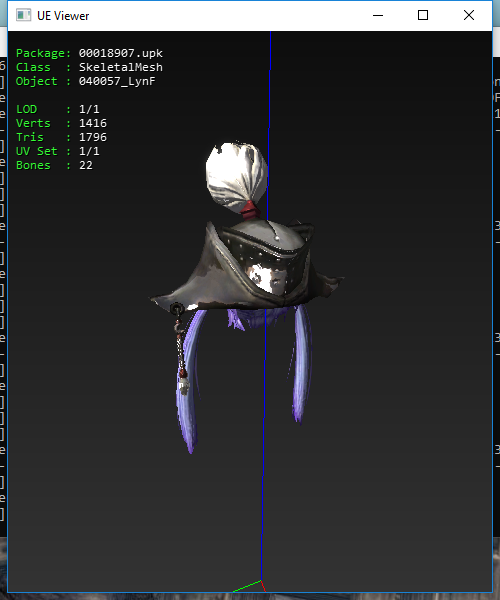 UE Viewer
Package: 00018907.upk
Class : SkeletalMesh
Object : 040057_LynF
LOD : 1/1
Verts : 1416
Tris : 1796
UV Set : 1/1
Bones : 22